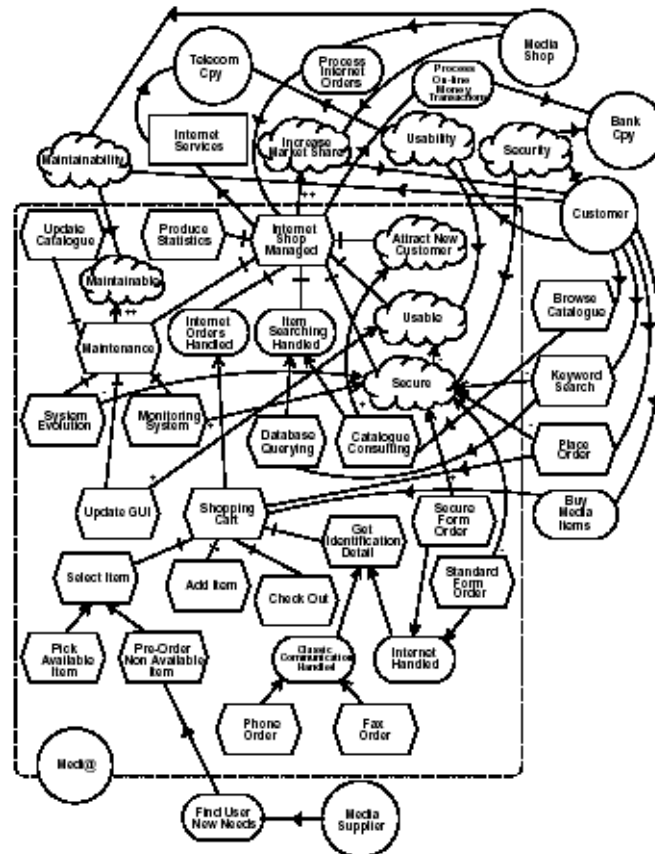 Media
Shop
Telecom
Cpy
Process
Internet
Orders
Process
On-line
Money
Transactions
Bank
Cpy
Internet
Services
Increase
Market Share
Usability
Security
Maintainability
Customer
Update
Catalogue
Produce
Statistics
Internet
Shop
Managed
Attract New
Customer
Browse
Catalogue
Maintainable
++
++
Usable
Internet
Orders
Handled
Item
Searching
Handled
Maintenance
Secure
Keyword
Search
System
Evolution
Monitoring
System
Database
Querying
Catalogue
Consulting
Place
Order
Update GUI
Shopping
Cart
Get
Identification
Detail
Secure
Form
Order
Buy
Media
Items
Select Item
Add Item
Check Out
Standard
Form
Order
Pick
Available
Item
Pre-Order
Non Available
Item
Classic
Communication
Handled
Internet
Handled
Phone
Order
Fax
Order
Medi@
Find User
New Needs
Media
Supplier